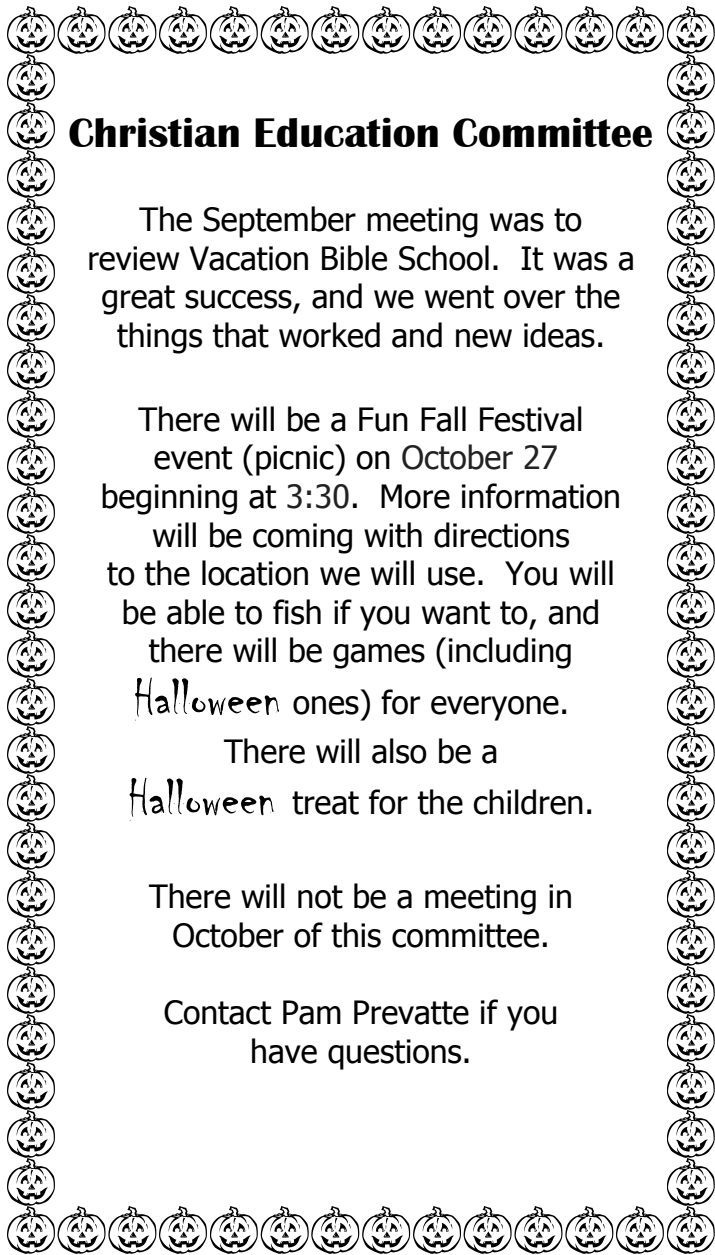 Christian Education Committee
The September meeting was to
review Vacation Bible School.  It was a
great success, and we went over the
things that worked and new ideas.
There will be a Fun Fall Festival
event (picnic) on October 27
beginning at 3:30.  More information
will be coming with directions
to the location we will use.  You will
be able to fish if you want to, and
there will be games (including
Halloween ones) for everyone.
There will also be a
Halloween treat for the children.
There will not be a meeting in
October of this committee.
Contact Pam Prevatte if you
have questions.